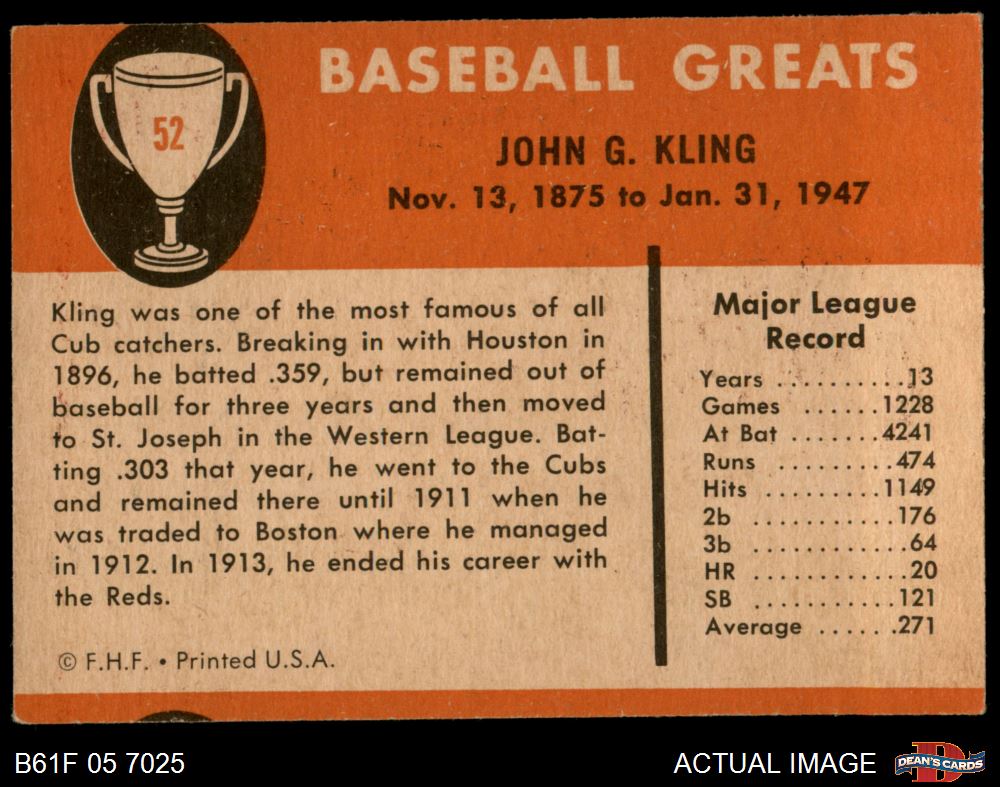 52
BASEBALL GREATS
JOHN G. KLING
Nov. 13, 1875 to Jan. 31, 1947
Kling was one of the most famous of all
Cub catchers. Breaking in with Houston in
1896, he batted .359, but remained out of
baseball for three years and then moved
to St. Joseph in the Western League. Bat-
ting .303 that year, he went to the Cubs
and remained there until 1911 when he
was traded to Boston where he managed
in 1912. In 1913, he ended his career with
the Reds.
© F.H.F. • Printed U.S.A.
Major League
Record
Years ..........13
Games ......1228
At Bat .......4241
Runs .........474
Hits .........1149
2b ...........176
3b ............64
HR ............20
SB ...........121
Average ......271
B61F 05 7025
ACTUAL IMAGE
DEAN'S CARDS